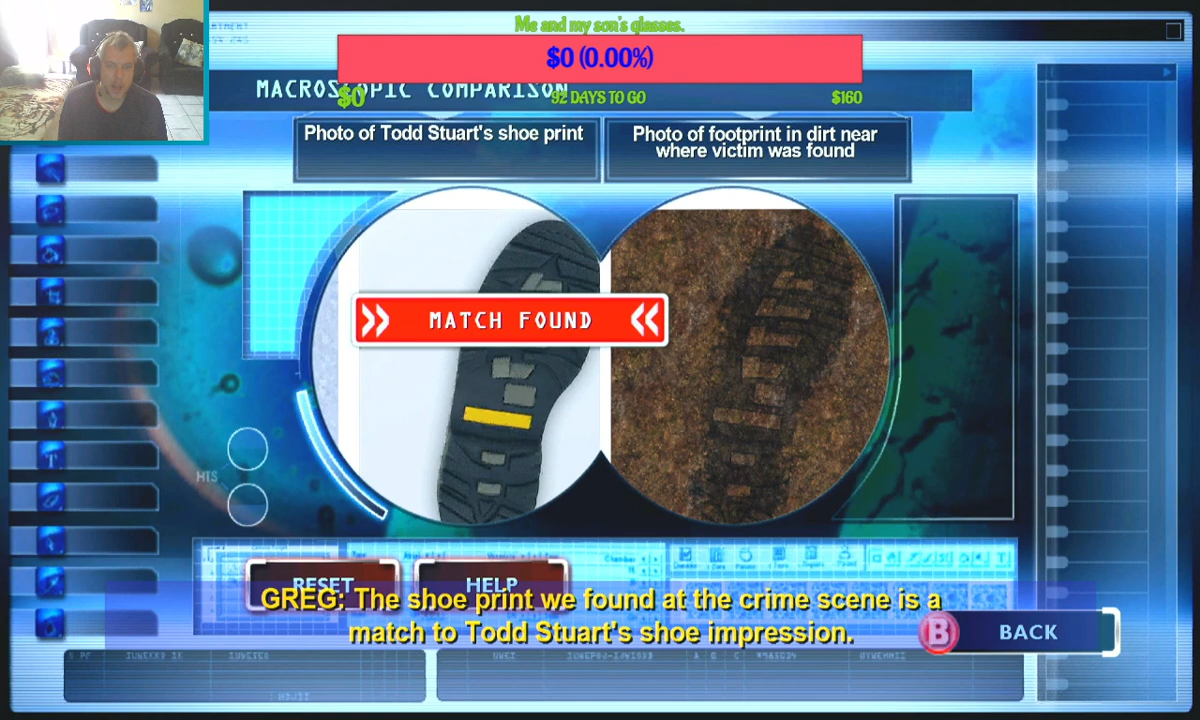 Me and my son's glasses.
$0 (0.00%)
$0
92 DAYS TO GO
$160
MACROSCOPIC COMPARISON
Photo of Todd Stuart's shoe print
Photo of footprint in dirt near
where victim was found
MATCH FOUND
HTS
RESET
HELP
GREG: The shoe print we found at the crime scene is a
match to Todd Stuart's shoe impression.
B BACK